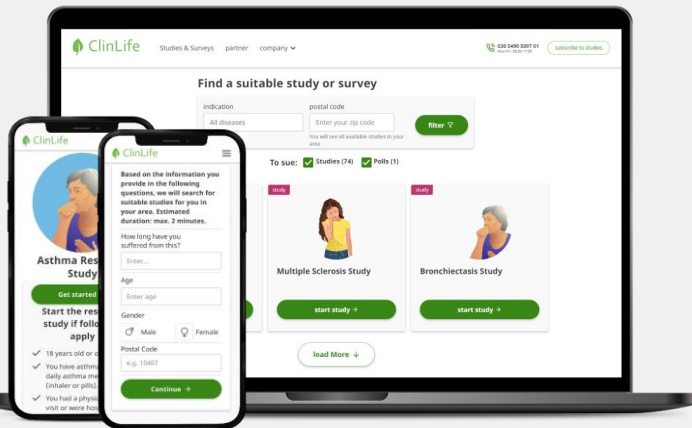 ClinLife
Studies & Surveys partner company
030 5490 5097 01
subscribe to studies
Find a suitable study or survey
indication
postal code
All diseases
Enter your zip code
filter
You will see all available studies in your
area
To sue: Studies (74) Polls (1)
study
Multiple Sclerosis Study
start study →
study
Bronchiectasis Study
start study →
load More ↓
ClinLife
Asthma Res
Study
Get started
Start the res
study if follo
apply
18 years old or o
You have asthm
daily asthma me
(inhaler or pills).
You had a physic
visit or were hos
ClinLife
Based on the information you
provide in the following
questions, we will search for
suitable studies for you in
your area. Estimated
duration: max. 2 minutes.
How long have you
suffered from this?
Enter...
Age
Enter age
Gender
Male Female
Postal Code
e.g. 10407
Continue →